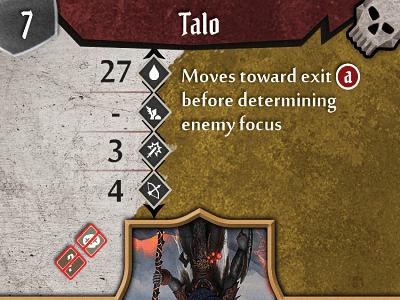 7
Talo
27
-
3
4
Moves toward exit a
before determining
enemy focus